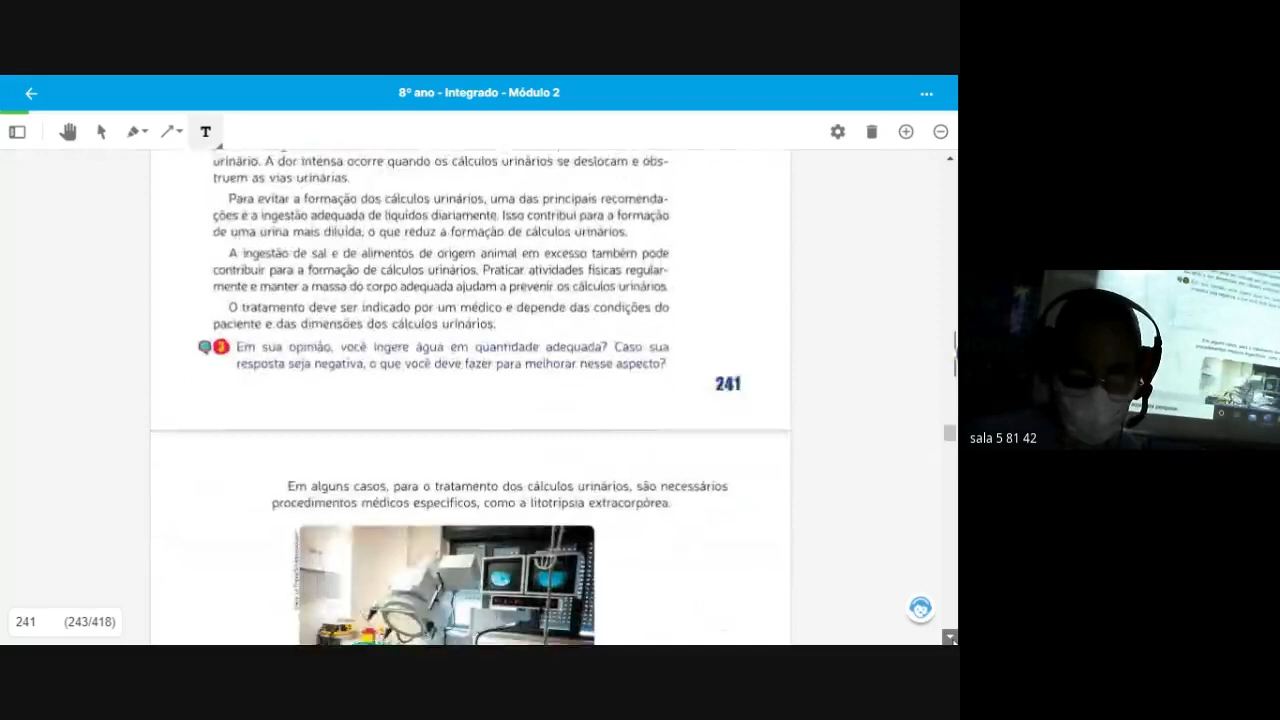 8º ano - Integrado - Módulo 2
T
urinário. A dor intensa ocorre quando os cálculos urinários se deslocam e obs-
truem as vias urinárias.
Para evitar a formação dos cálculos urinários, uma das principais recomenda-
ções é a ingestão adequada de líquidos diariamente. Isso contribui para a formação
de uma urina mais diluída, o que reduz a formação de cálculos urinários.
A ingestão de sal e de alimentos de origem animal em excesso também pode
contribuir para a formação de cálculos urinários. Praticar atividades físicas regular-
mente e manter a massa do corpo adequada ajudam a prevenir os cálculos urinários.
O tratamento deve ser indicado por um médico e depende das condições do
paciente e das dimensões dos cálculos urinários.
3 Em sua opinião, você ingere água em quantidade adequada? Caso sua
resposta seja negativa, o que você deve fazer para melhorar nesse aspecto?
241
Em alguns casos, para o tratamento dos cálculos urinários, são necessários
procedimentos médicos específicos, como a litotripsia extracorpórea.
241 (243/418)
sala 5 81 42